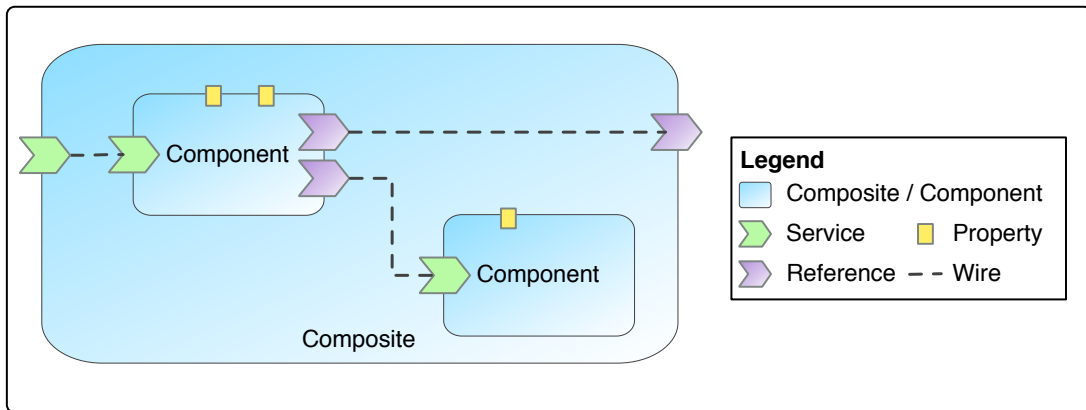 Component
Component
Composite
Legend
Composite / Component
Service
Property
Reference
Wire